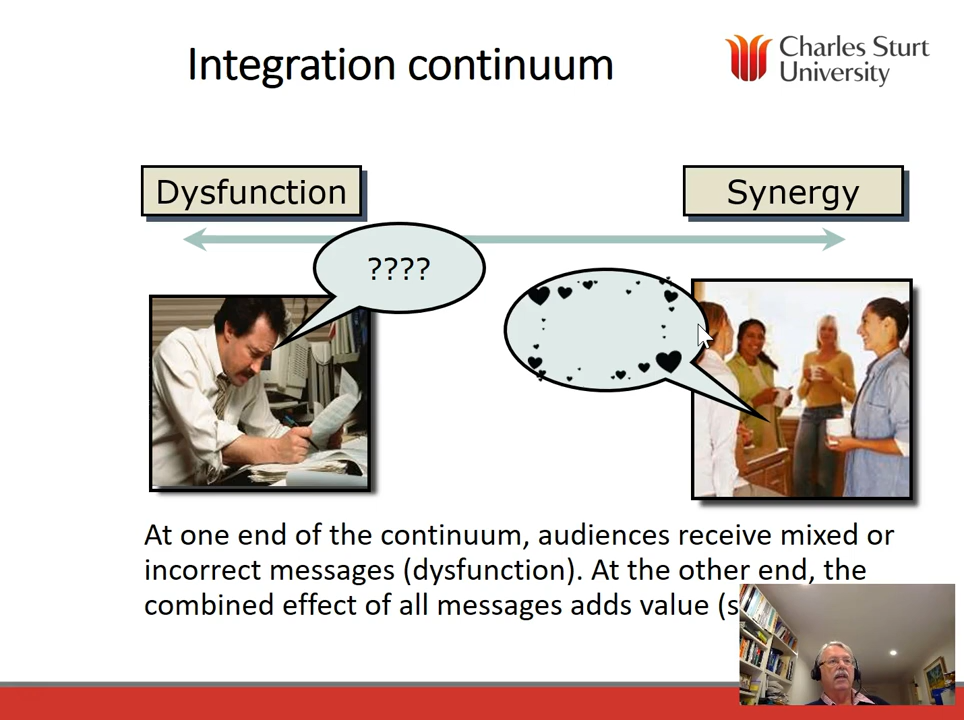 Integration continuum
Charles Sturt
University
Dysfunction
Synergy
????
At one end of the continuum, audiences receive mixed or
incorrect messages (dysfunction). At the other end, the
combined effect of all messages adds value (s